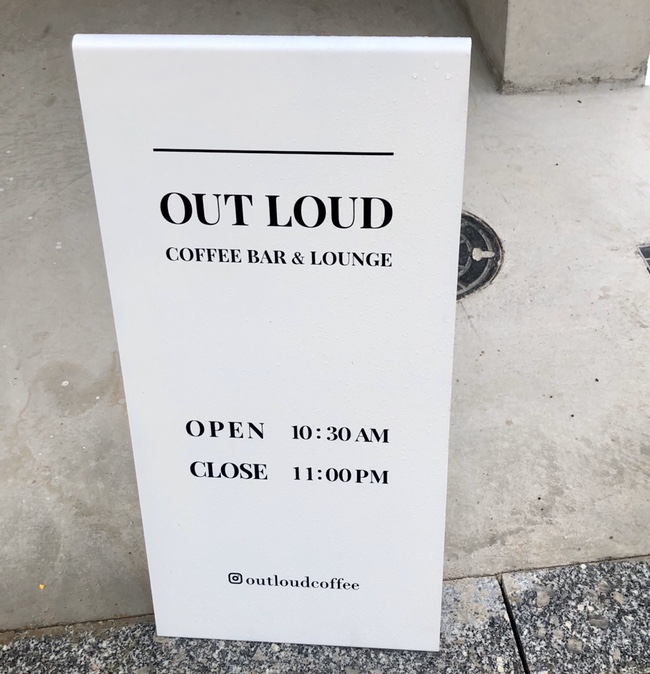 OUT LOUD
COFFEE BAR & LOUNGE
OPEN 10:30 AM
CLOSE 11:00 PM
outloudcoffee